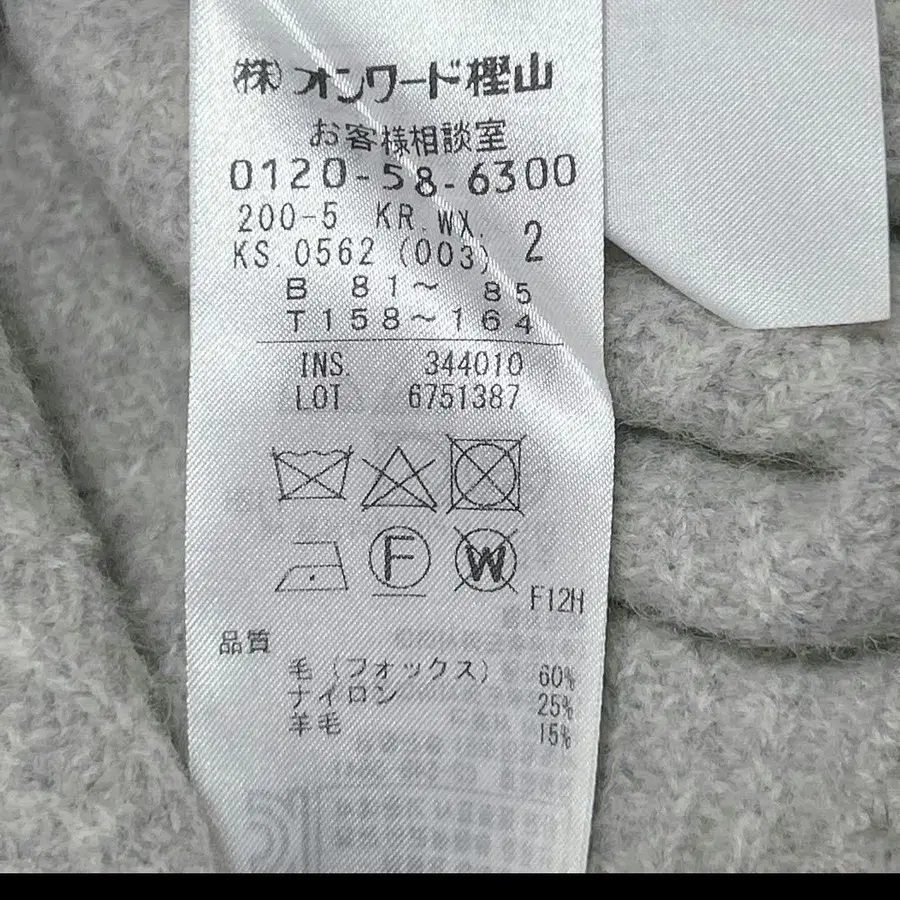 (株)オンワード樫山
お客様相談室
0120-58-6300
200-5 KR.WX. 2
KS.0562 (003)
B 81~ 85
T158~164
INS. 344010
LOT 6751387
F
W
F12H
品質
毛(フォックス) 60%
ナイロン 25%
羊毛 15%